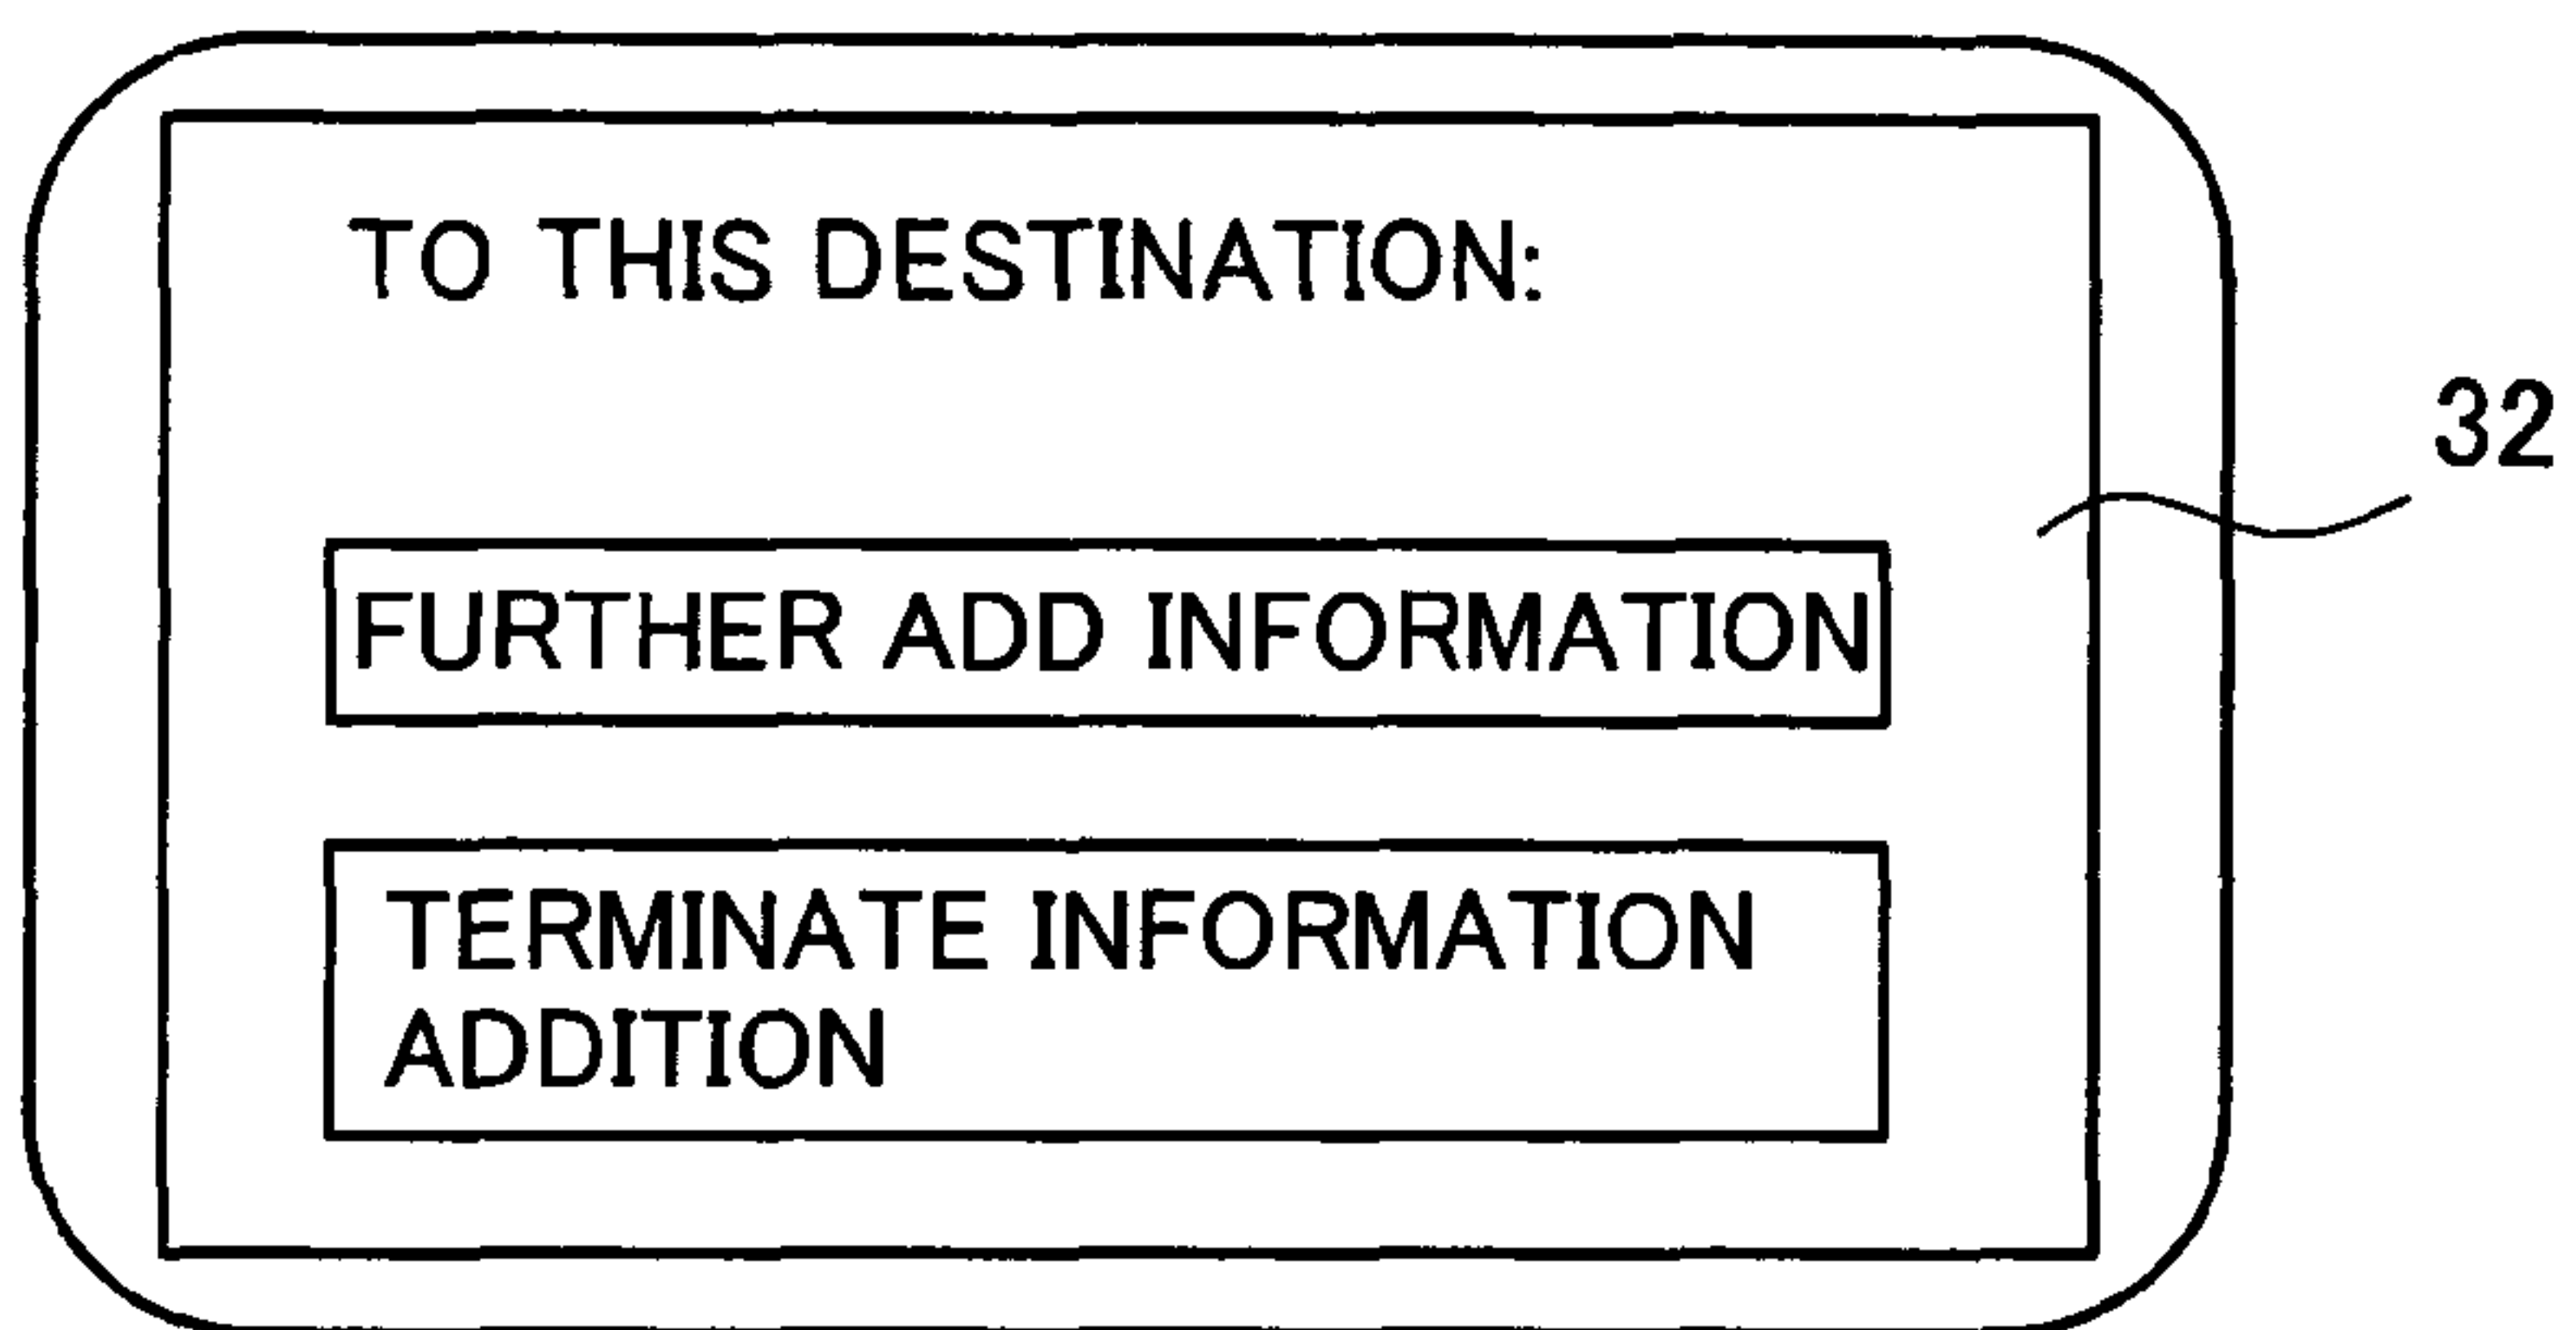 TO THIS DESTINATION:
32
FURTHER ADD INFORMATION
TERMINATE INFORMATION
ADDITION